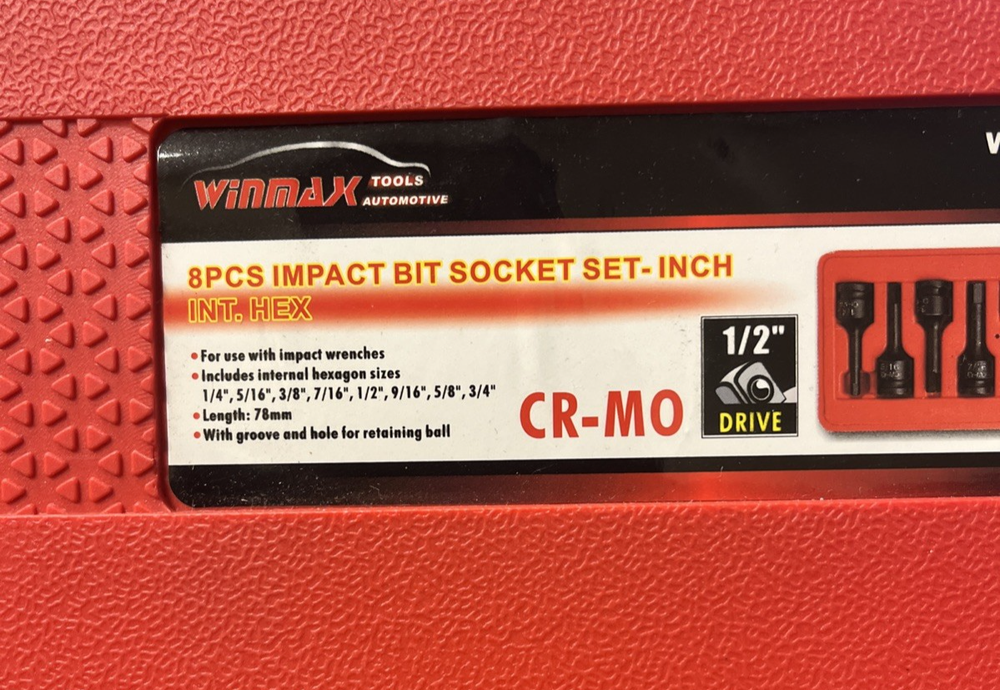 WINMAX TOOLS
AUTOMOTIVE
8PCS IMPACT BIT SOCKET SET- INCH
INT. HEX
•For use with impact wrenches
•Includes internal hexagon sizes
1/4", 5/16", 3/8", 7/16", 1/2", 9/16", 5/8", 3/4"
•Length: 78mm
•With groove and hole for retaining ball
CR-MO
1/2"
DRIVE